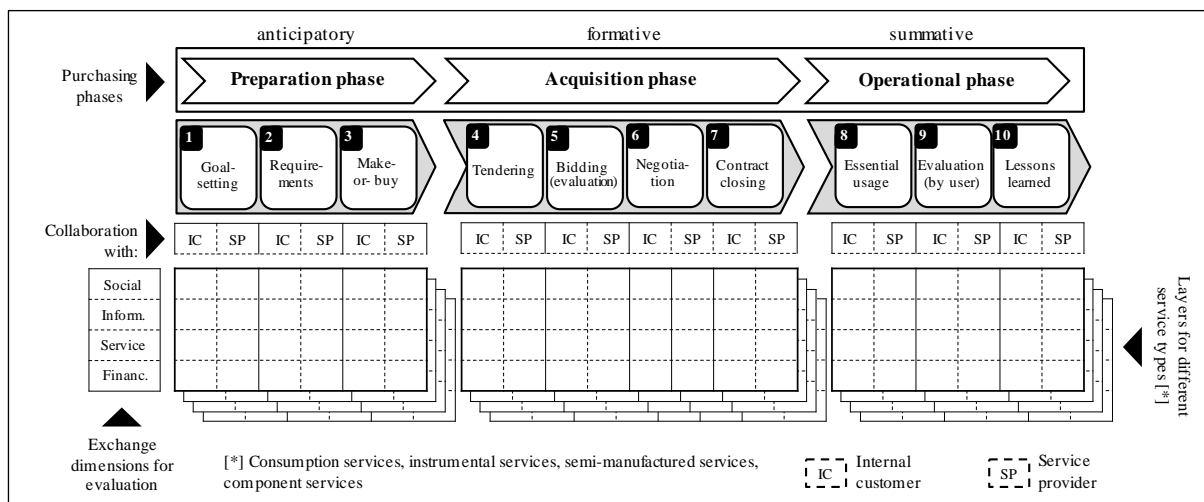 anticipatory formative summative
Purchasing
phases
Preparation phase Acquisition phase Operational phase
1 2 3 4 5 6 7 8 9 10
Goal-
setting
Require-
ments
Make-
or- buy
Tendering
Bidding
(evaluation)
Negotia-
tion
Contract
closing
Essential
usage
Evaluation
(by user)
Lessons
learned
Collaboration
with:
IC SP IC SP IC SP IC SP IC SP IC SP IC SP IC SP IC SP IC SP
Social
Inform.
Service
Financ.
Layers for different
service types [*]
Exchange
dimensions for
evaluation
[*] Consumption services, instrumental services, semi-manufactured services,
component services
IC
Internal
customer
SP
Service
provider